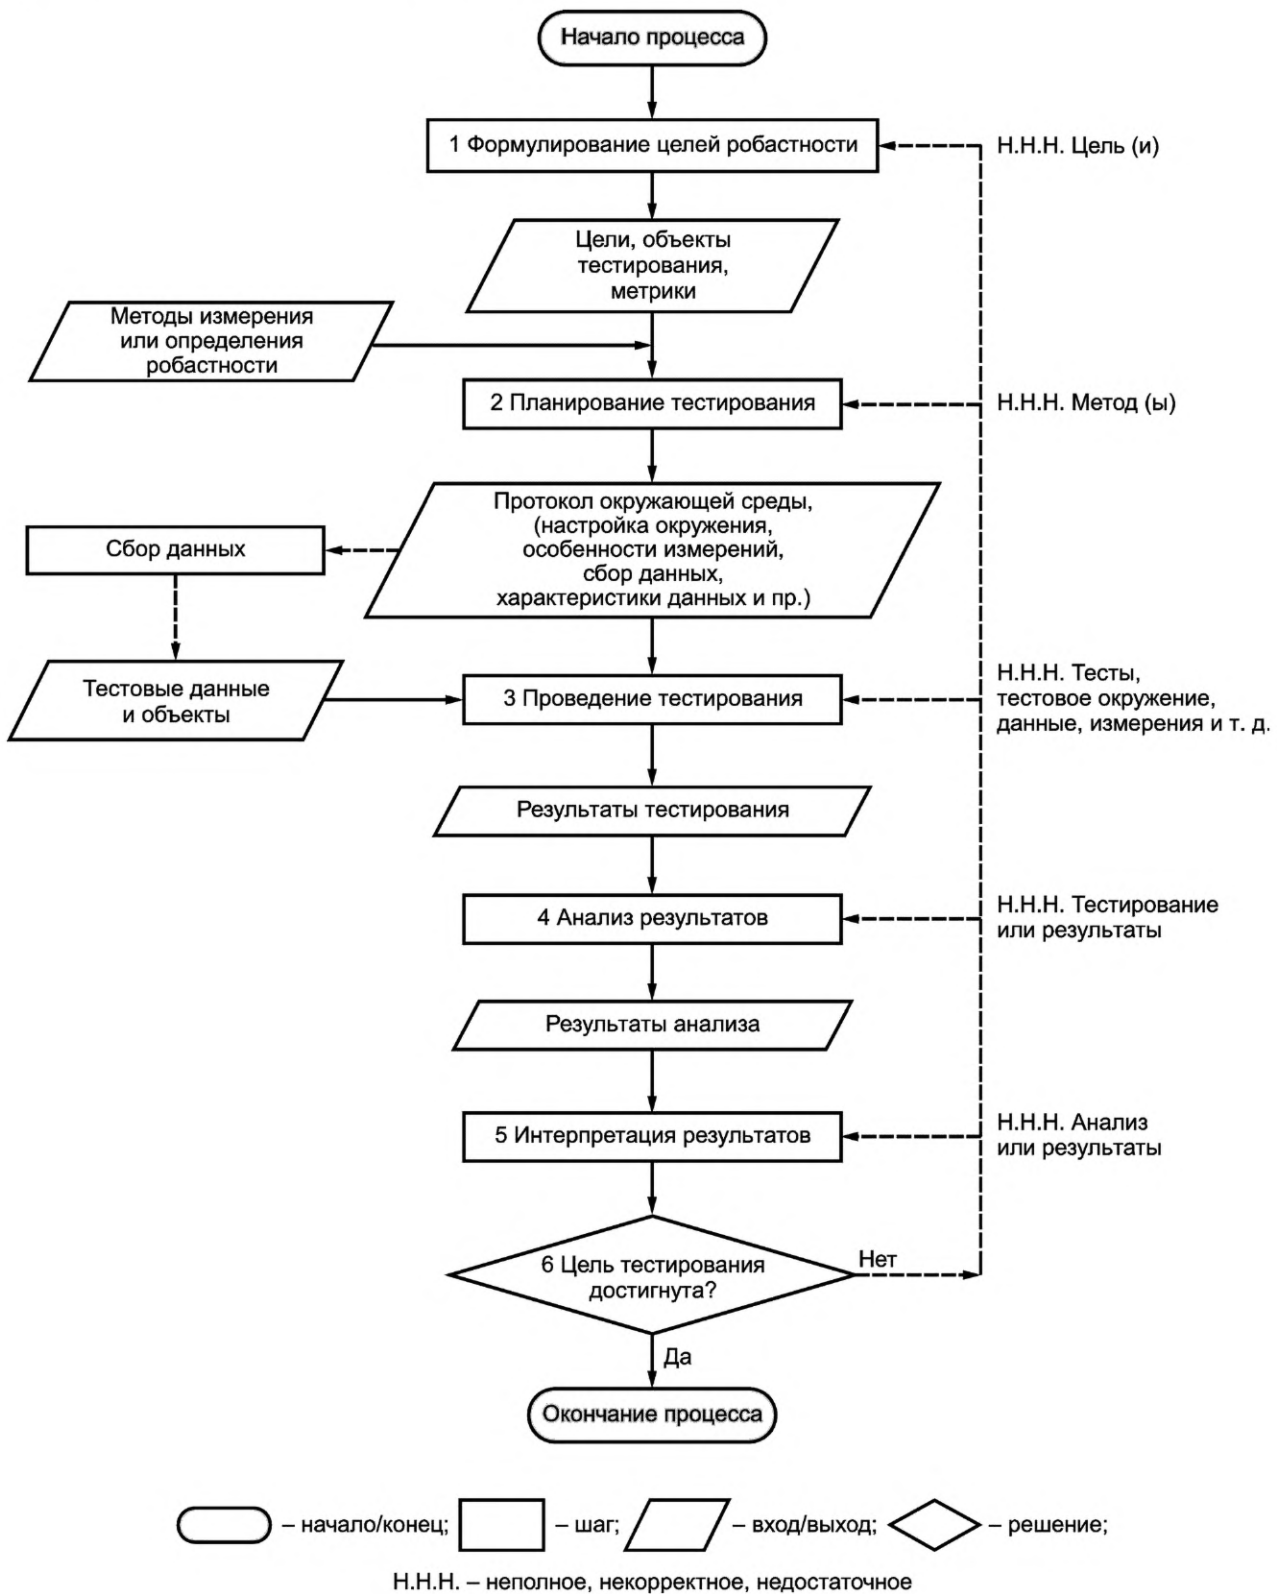 Начало процесса
1 Формулирование целей робастности
Н.Н.Н. Цель (и)
Цели, объекты
тестирования,
метрики
Методы измерения
или определения
робастности
2 Планирование тестирования
Н.Н.Н. Метод (ы)
Протокол окружающей среды,
(настройка окружения,
особенности измерений,
сбор данных,
характеристики данных и пр.)
Сбор данных
Тестовые данные
и объекты
3 Проведение тестирования
Н.Н.Н. Тесты,
тестовое окружение,
данные, измерения и т. д.
Результаты тестирования
4 Анализ результатов
Н.Н.Н. Тестирование
или результаты
Результаты анализа
5 Интерпретация результатов
Н.Н.Н. Анализ
или результаты
6 Цель тестирования
достигнута?
Нет
Да
Окончание процесса
– начало/конец; – шаг; – вход/выход; – решение;
Н.Н.Н. – неполное, некорректное, недостаточное